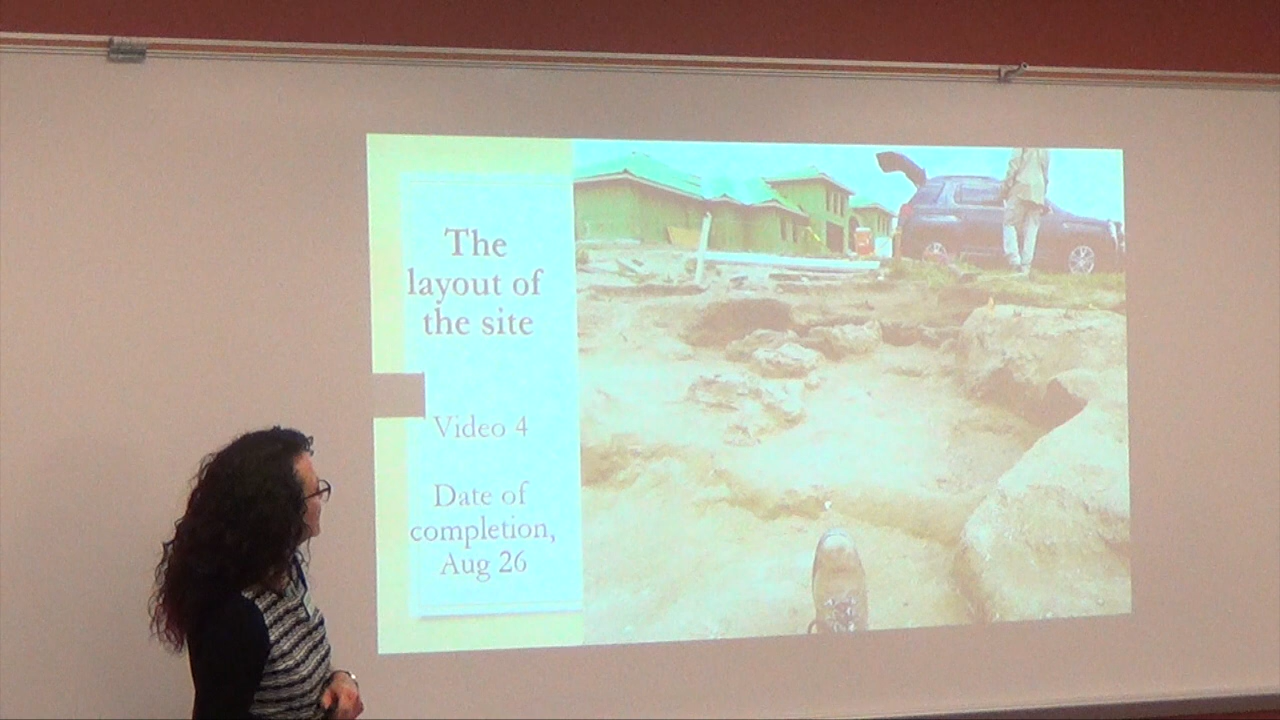 The
layout of
the site
Video 4
Date of
completion,
Aug 26